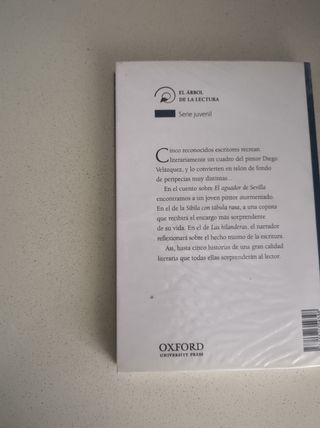 EL ÁRBOL
DE LA LECTURA
Serie juvenil
Cinco reconocidos escritores recrean
literariamente un cuadro del pintor Diego
Velázquez, y lo convierten en telón de fondo
de peripecias muy distintas...
En el cuento sobre El aguador de Sevilla
encontramos a un joven pintor atormentado.
En el de la Sibila con tábula rasa, a una copista
que recibirá el encargo más sorprendente
de su vida. En el de Las hilanderas, el narrador
reflexionará sobre el hecho mismo de la escritura.
Así, hasta cinco historias de una gran calidad
literaria que todas ellas sorprenderán al lector.
OXFORD
UNIVERSITY PRESS